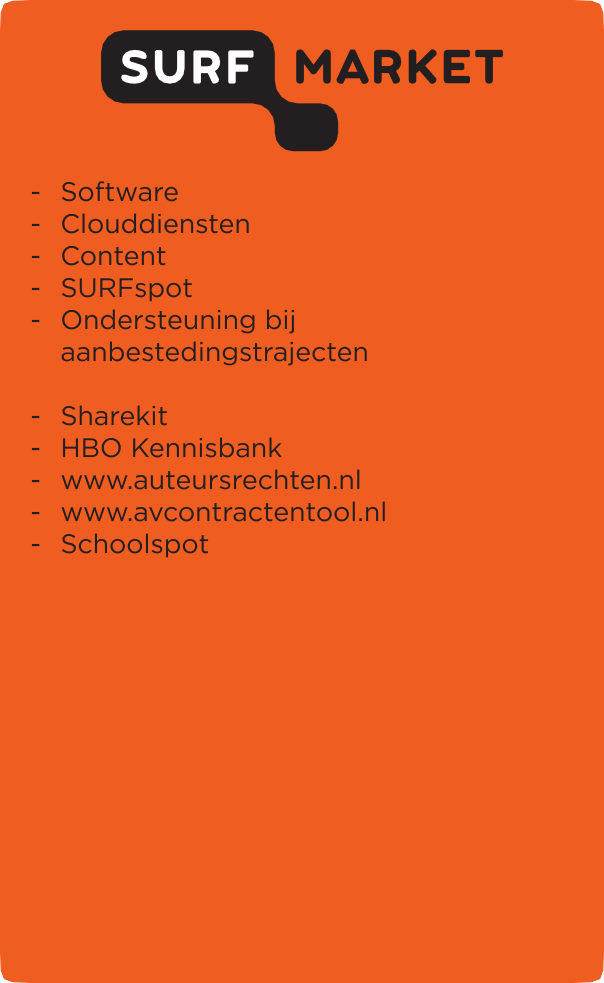 SURF MARKET
- Software
- Clouddiensten
- Content
- SURFspot
- Ondersteuning bij
aanbestedingstrajecten
- Sharekit
- HBO Kennisbank
- www.auteursrechten.nl
- www.avcontractentool.nl
- Schoolspot